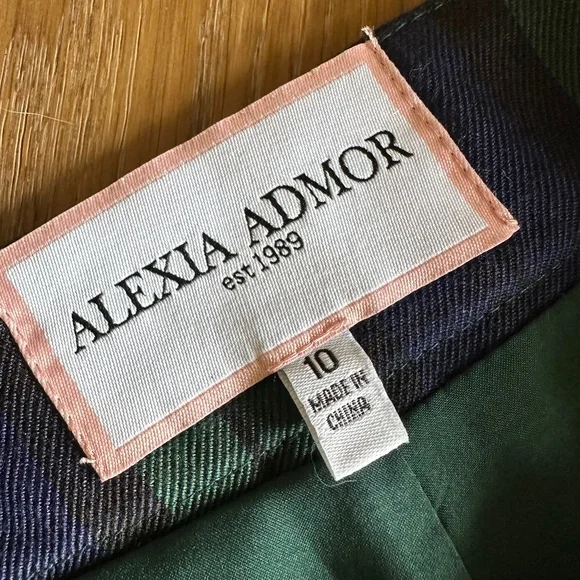 ALEXIA ADMOR
est 1989
10
MADE IN
CHINA